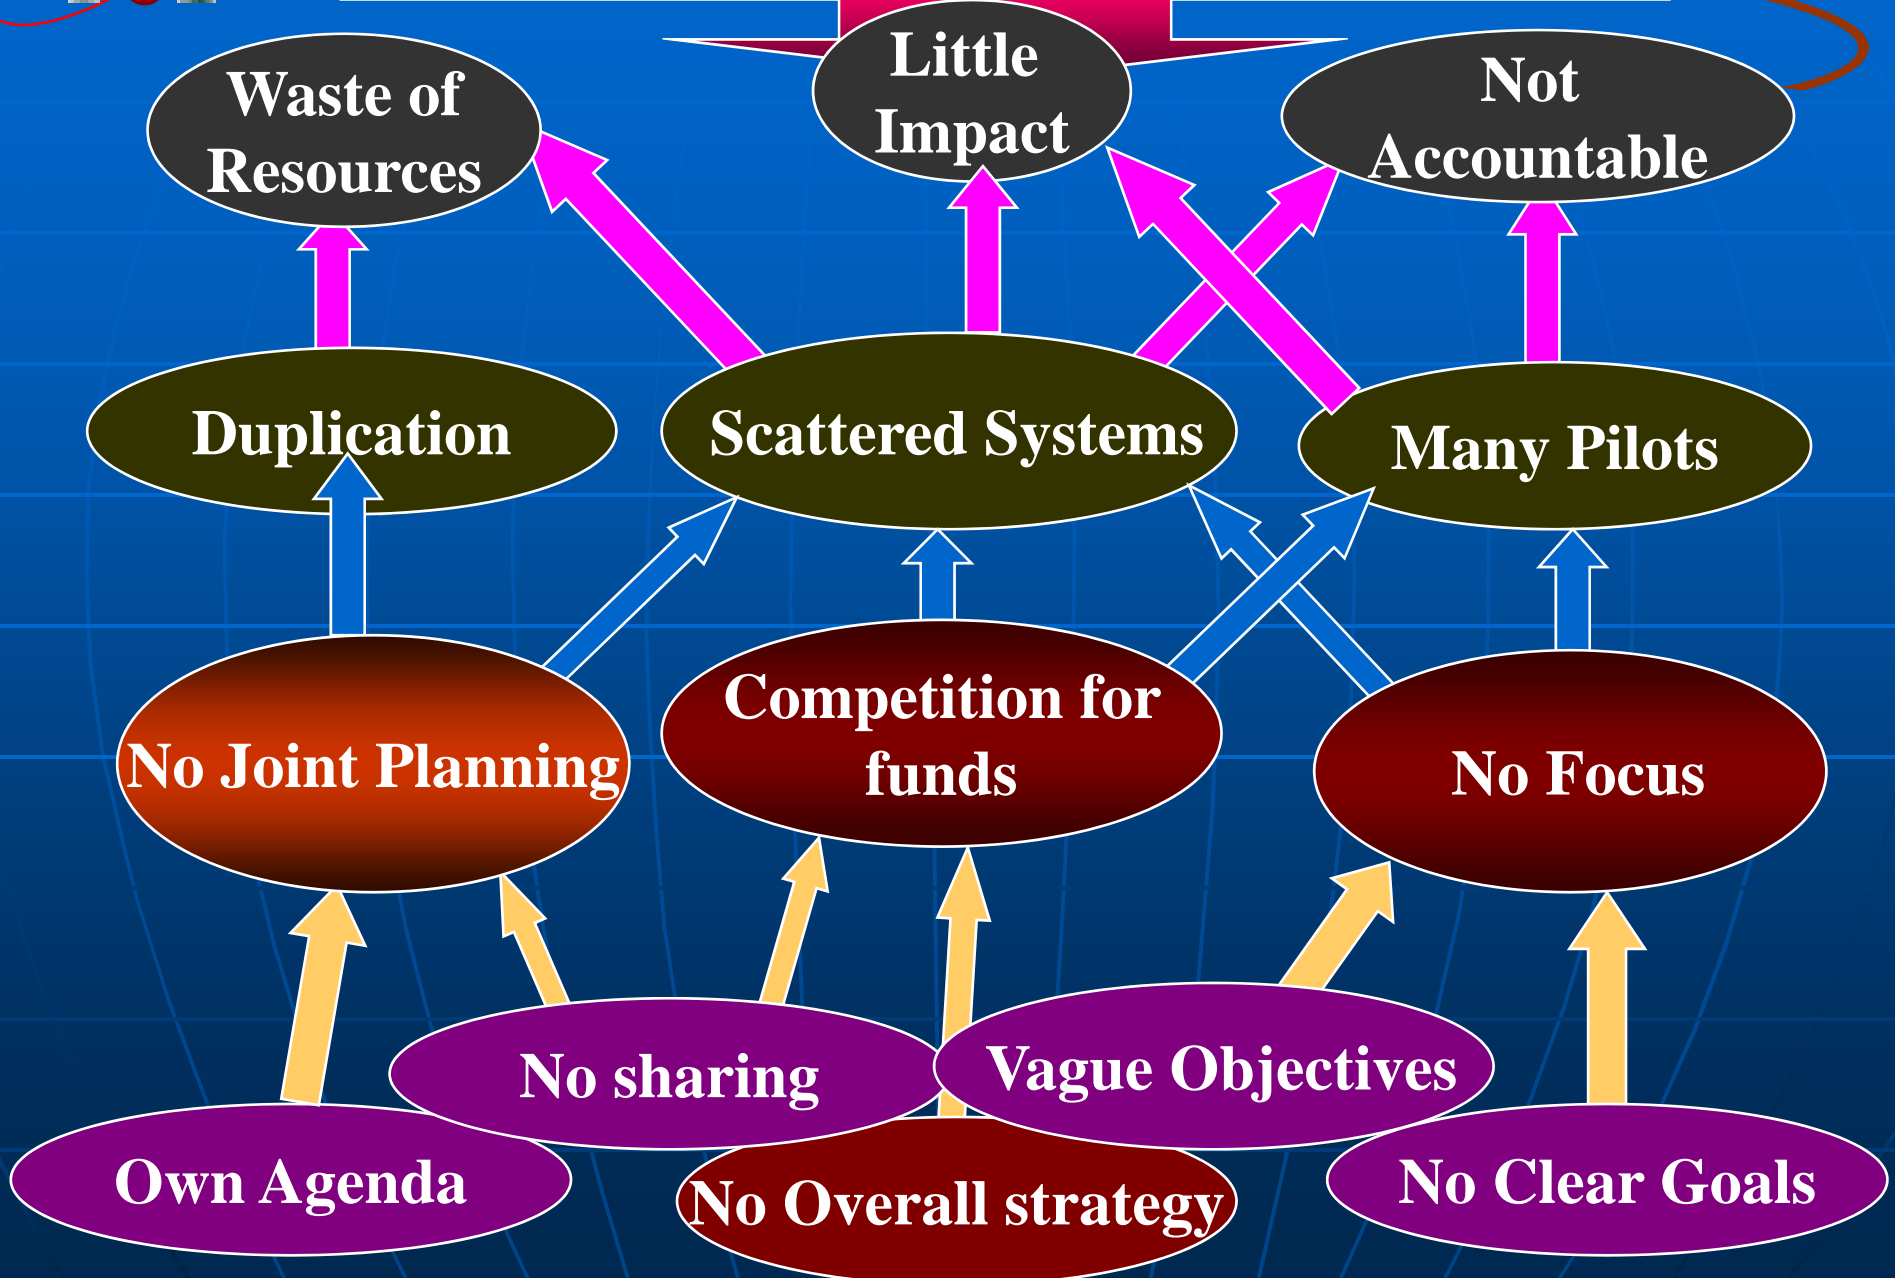 Waste of
Resources
Little
Impact
Not
Accountable
Duplication
Scattered Systems
Many Pilots
No Joint Planning
Competition for
funds
No Focus
No sharing
Vague Objectives
Own Agenda
No Overall strategy
No Clear Goals